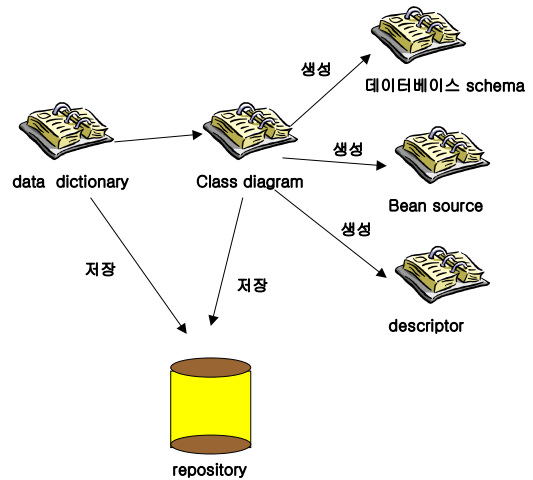 생성
데이터베이스 schema
생성
data dictionary
Class diagram
Bean source
생성
저장
저장
descriptor
repository